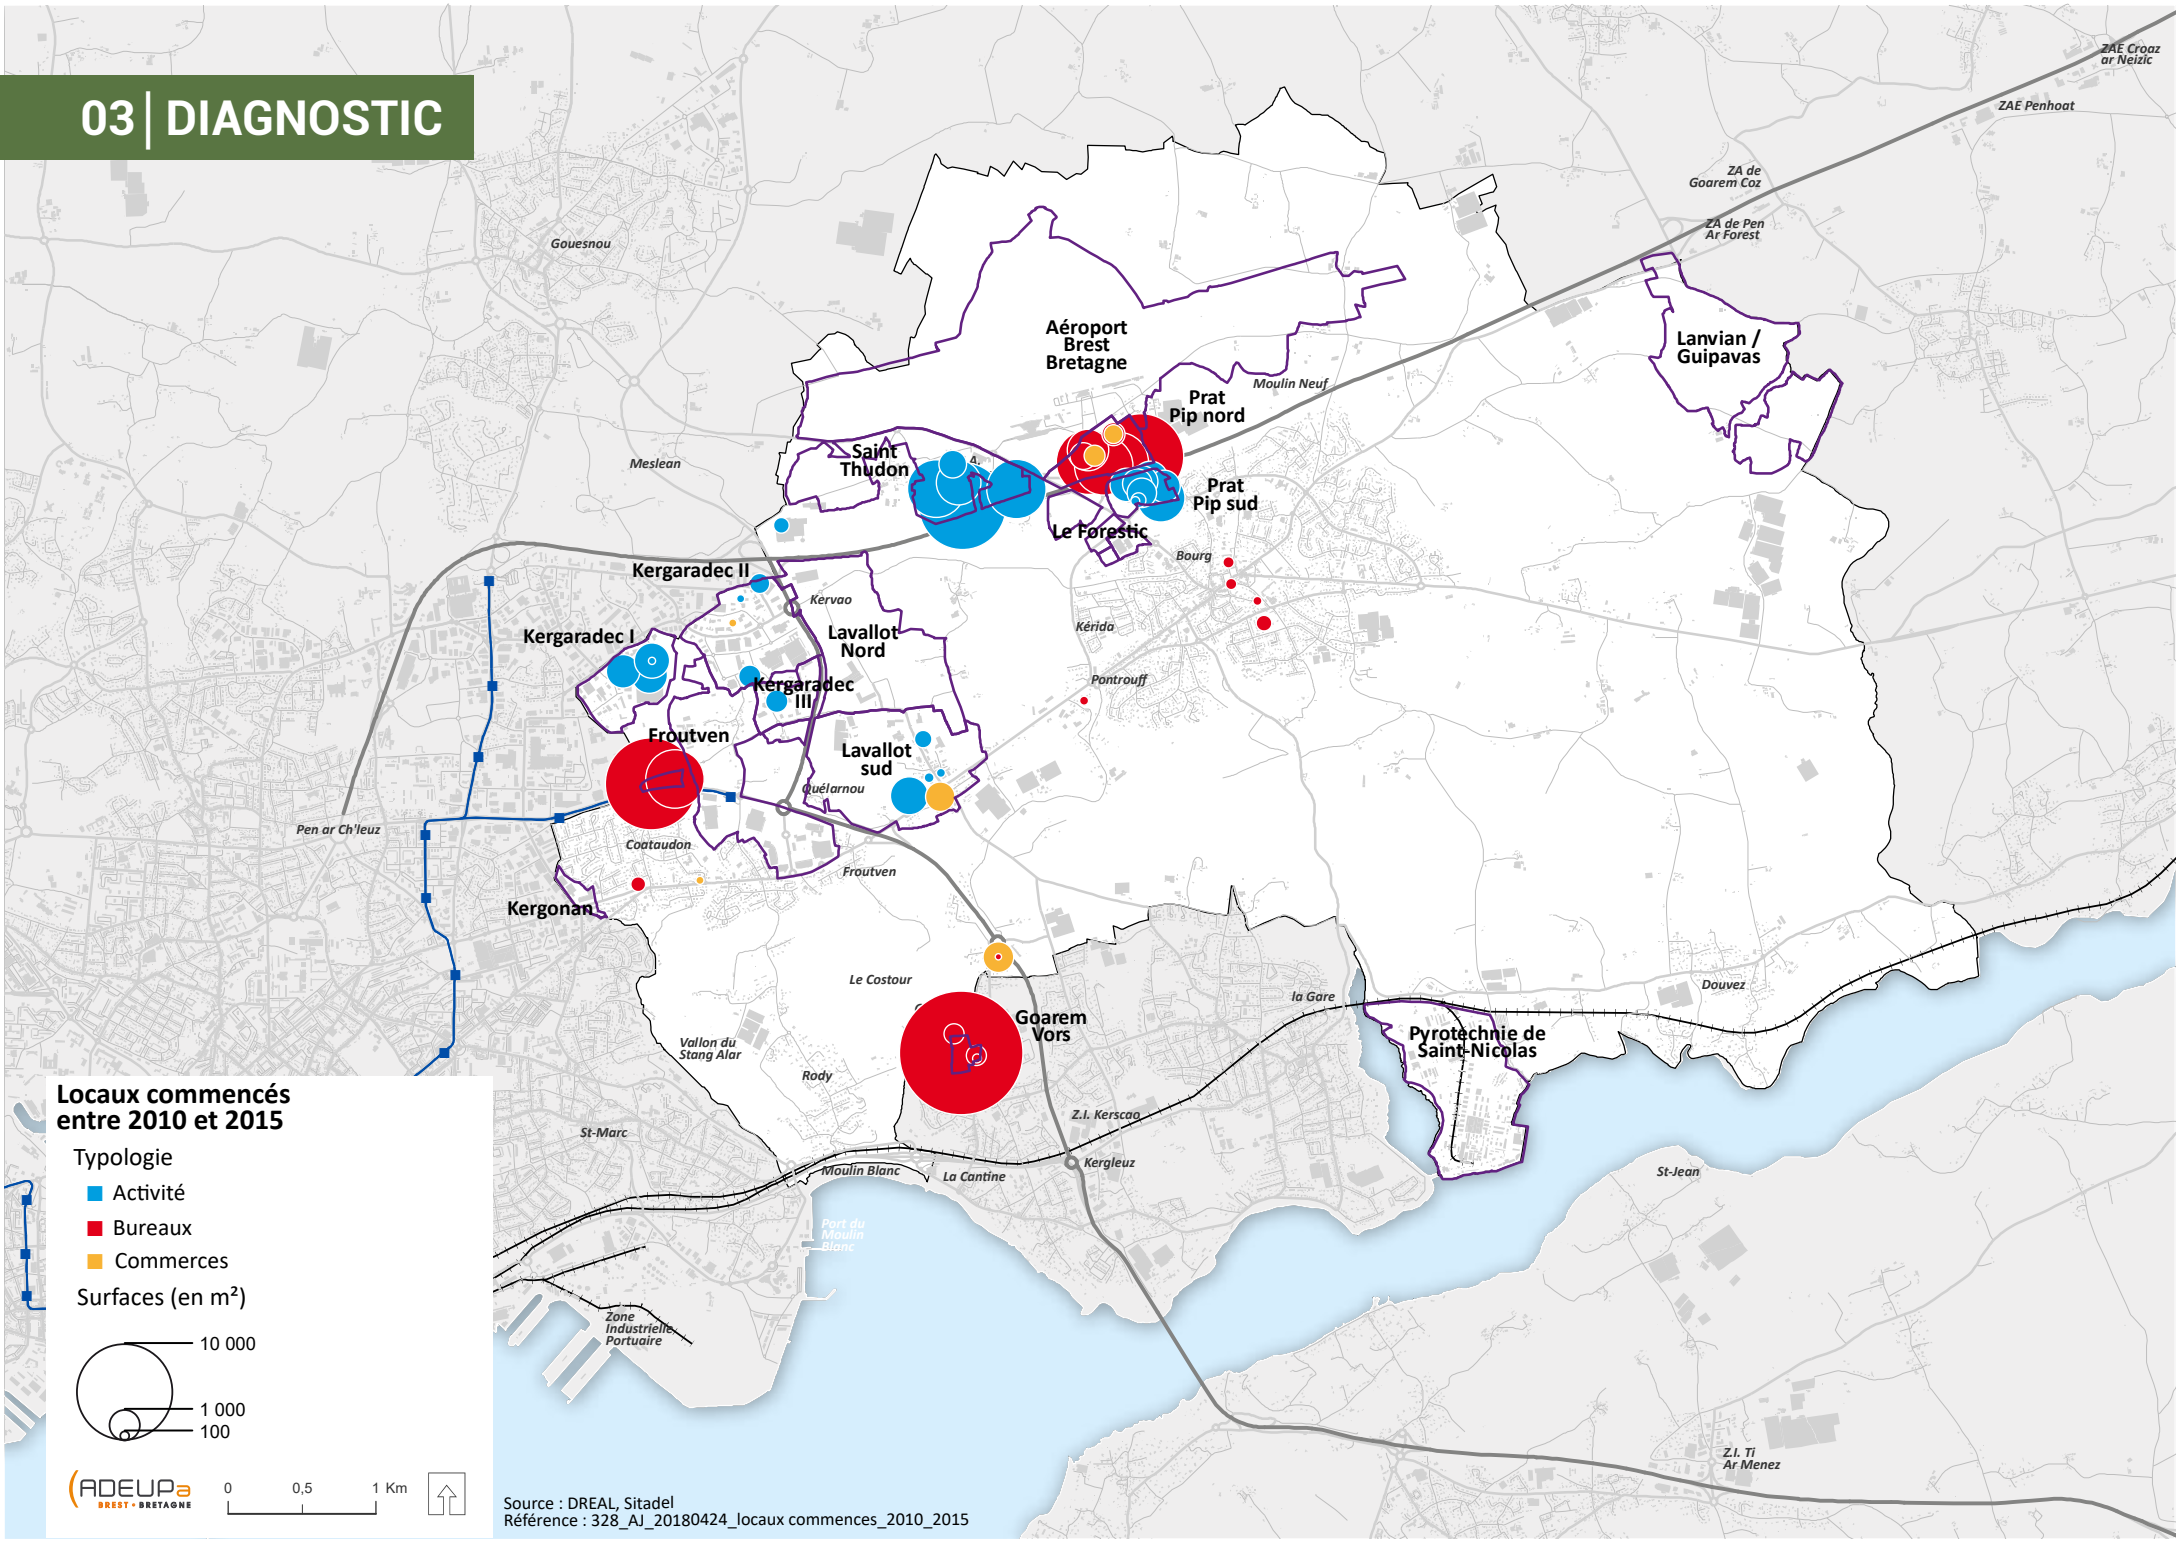 03 | DIAGNOSTIC
ZAE Croaz
ar Neizic
ZAE Penhoat
ZA de
Goarem Coz
ZA de Pen
Ar Forest
Gouesnou
Lanvian /
Guipavas
Aéroport
Brest
Bretagne
Moulin Neuf
Prat
Pip nord
Meslean
Saint
Thudon
Prat
Pip sud
Le Forestic
Bourg
Kergaradec II
Kervao
Kergaradec I
Lavallot
Nord
Kérida
Pontrouff
Kergaradec
III
Froutven
Lavallot
sud
Quélarnou
Pen ar Ch'leuz
Coataudon
Froutven
Kergonan
Le Costour
la Gare
Douvez
Goarem
Vors
Pyrotechnie de
Saint-Nicolas
Vallon du
Stang Alar
Rody
Z.I. Kerscao
St-Marc
Moulin Blanc
La Cantine
Kergleuz
St-Jean
Port du
Moulin
Blanc
Zone
Industrielle
Portuaire
Z.I. Ti
Ar Menez
Locaux commencés
entre 2010 et 2015
Typologie
Activité
Bureaux
Commerces
Surfaces (en m²)
10 000
1 000
100
ADEUPa
BREST • BRETAGNE
0 0,5 1 Km
Source : DREAL, Sitadel
Référence : 328_AJ_20180424_locaux commences_2010_2015